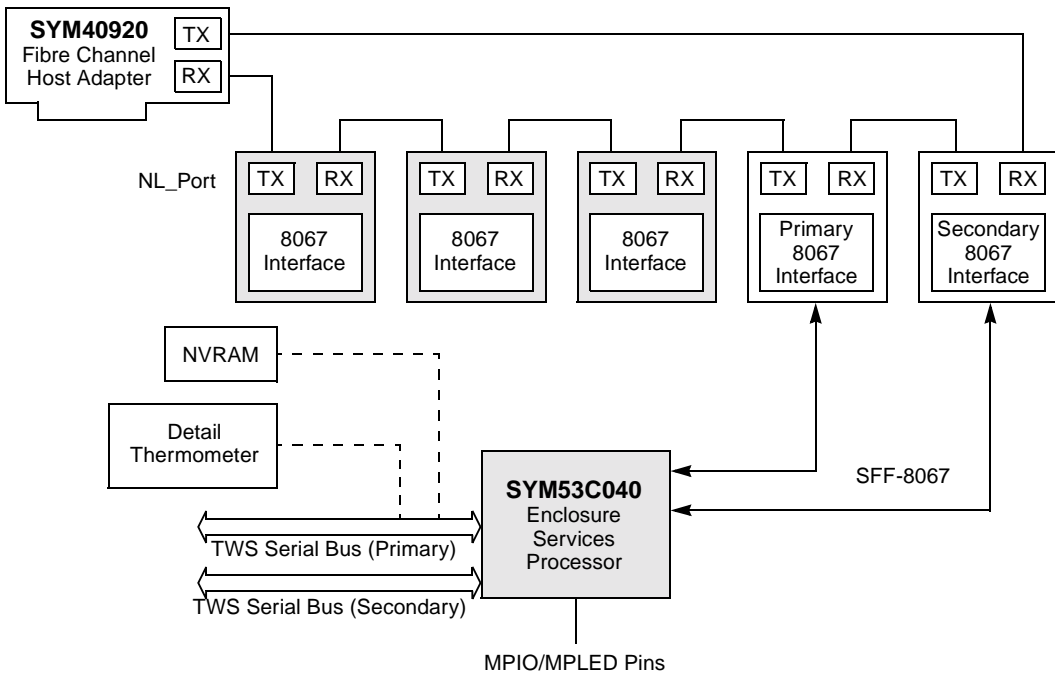 SYM40920
Fibre Channel
Host Adapter
TX
RX
NL_Port
TX RX
8067
Interface
TX RX
8067
Interface
TX RX
8067
Interface
TX RX
Primary
8067
Interface
TX RX
Secondary
8067
Interface
NVRAM
Detail
Thermometer
SYM53C040
Enclosure
Services
Processor
SFF-8067
TWS Serial Bus (Primary)
TWS Serial Bus (Secondary)
MPIO/MPLED Pins